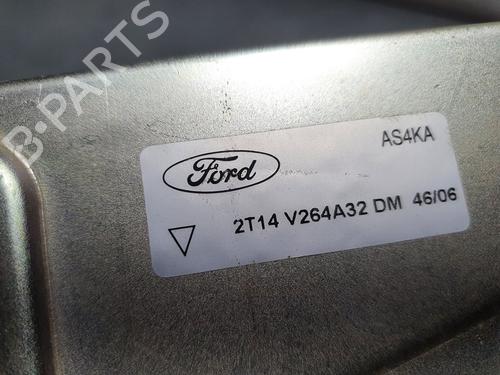 B-PARTS
AS4KA
Ford
2T14 V264A32 DM 46/06